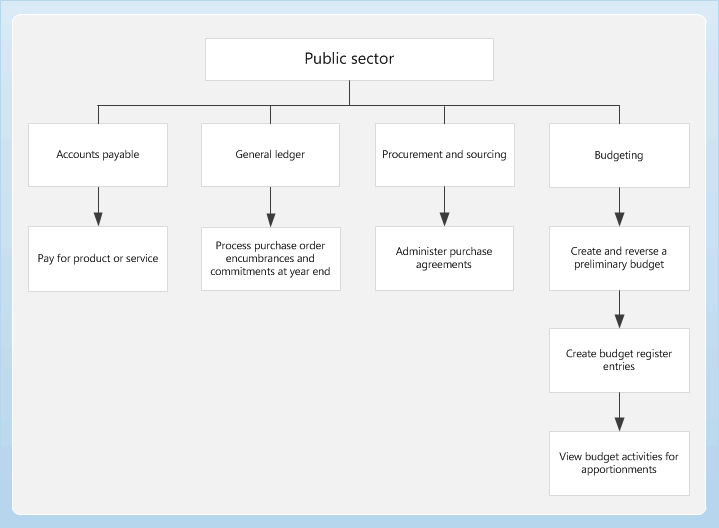 Public sector
Accounts payable
General ledger
Procurement and sourcing
Budgeting
Pay for product or service
Process purchase order
encumbrances and
commitments at year end
Administer purchase
agreements
Create and reverse a
preliminary budget
Create budget register
entries
View budget activities for
apportionments